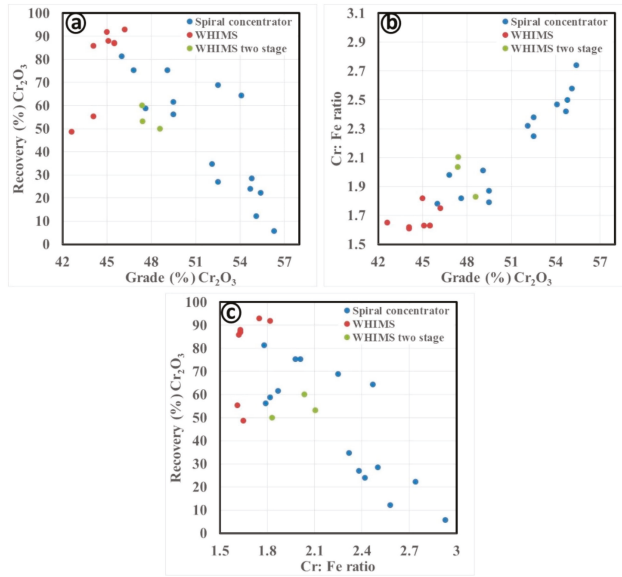 a
Spiral concentrator
WHIMS
WHIMS two stage
Recovery (%) Cr₂O₃
100
90
80
70
60
50
40
30
20
10
0
42 45 48 51 54 57
Grade (%) Cr₂O₃
b
Spiral concentrator
WHIMS
WHIMS two stage
Cr: Fe ratio
3.1
2.9
2.7
2.5
2.3
2.1
1.9
1.7
1.5
42 45 48 51 54 57
Grade (%) Cr₂O₃
c
Spiral concentrator
WHIMS
WHIMS two stage
Recovery (%) Cr₂O₃
100
90
80
70
60
50
40
30
20
10
0
1.5 1.8 2.1 2.4 2.7 3
Cr: Fe ratio